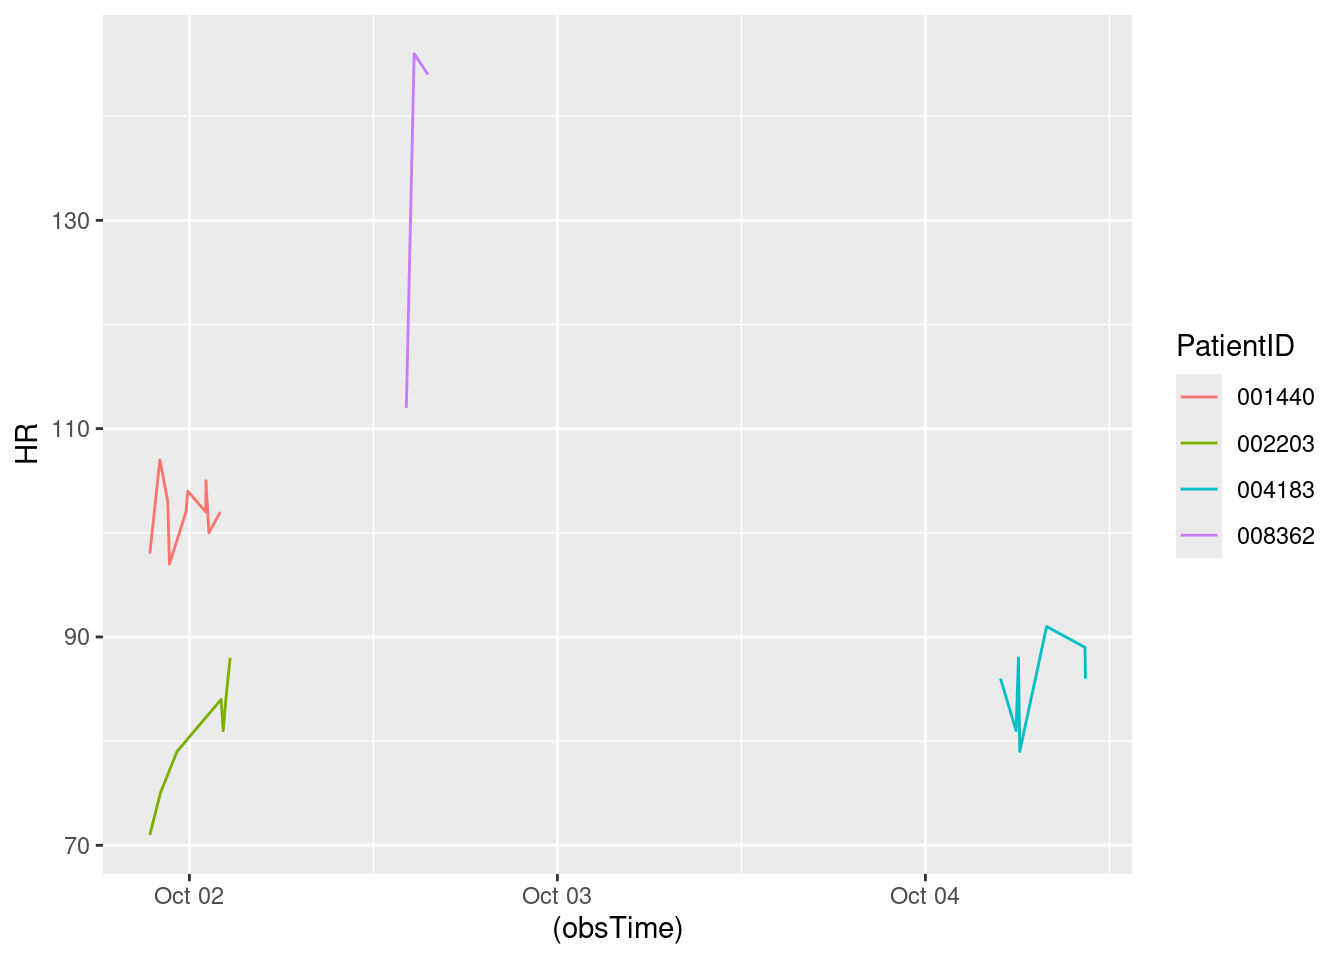 HR
130
110
90
70
Oct 02
Oct 03
Oct 04
(obsTime)
PatientID
001440
002203
004183
008362